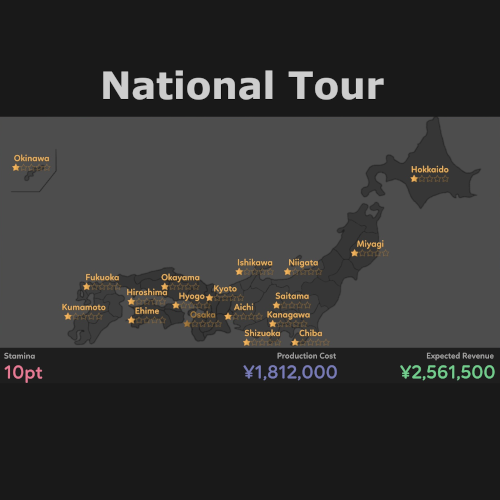 National Tour
Okinawa
Hokkaido
Miyagi
Ishikawa
Niigata
Fukuoka
Okayama
Hiroshima
Hyogo
Kyoto
Saitama
Kumamoto
Ehime
Osaka
Aichi
Kanagawa
Shizuoka
Chiba
Stamina
Production Cost
Expected Revenue
10pt
¥1,812,000
¥2,561,500